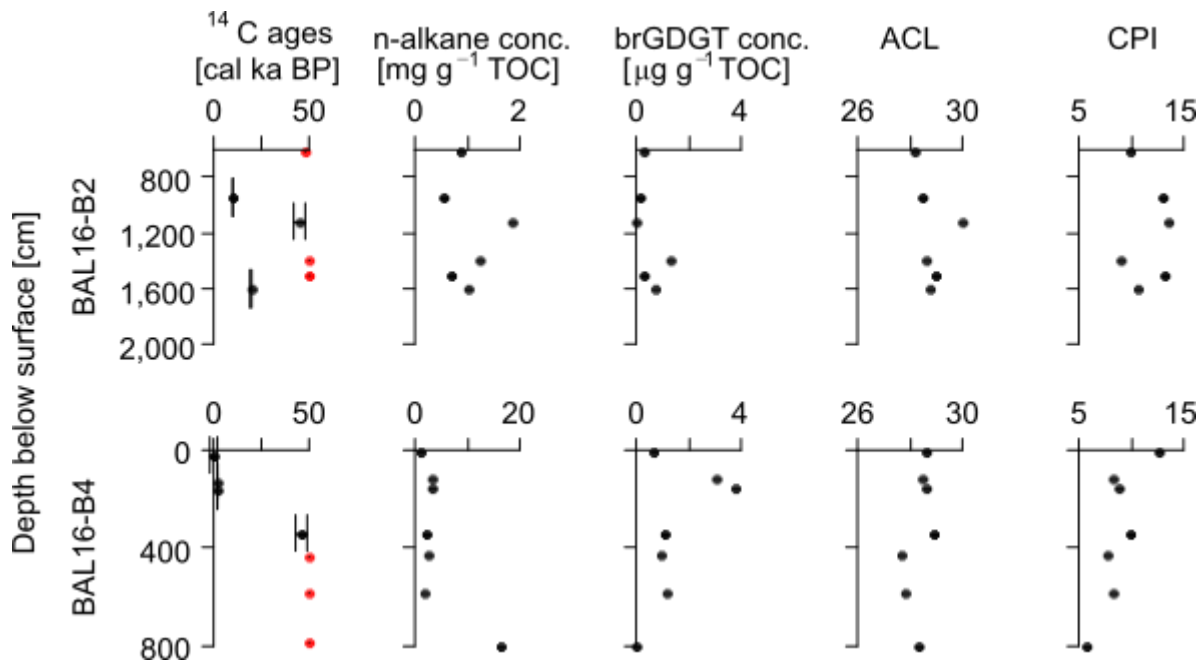 ¹⁴ C ages n-alkane conc. brGDGT conc. ACL CPI
[cal ka BP] [mg g⁻¹ TOC] [μg g⁻¹ TOC]
0 50 0 2 0 4 26 30 5 15
800
1,200
1,600
2,000
BAL16-B2
0 50 0 20 0 4 26 30 5 15
0
400
800
BAL16-B4
Depth below surface [cm]